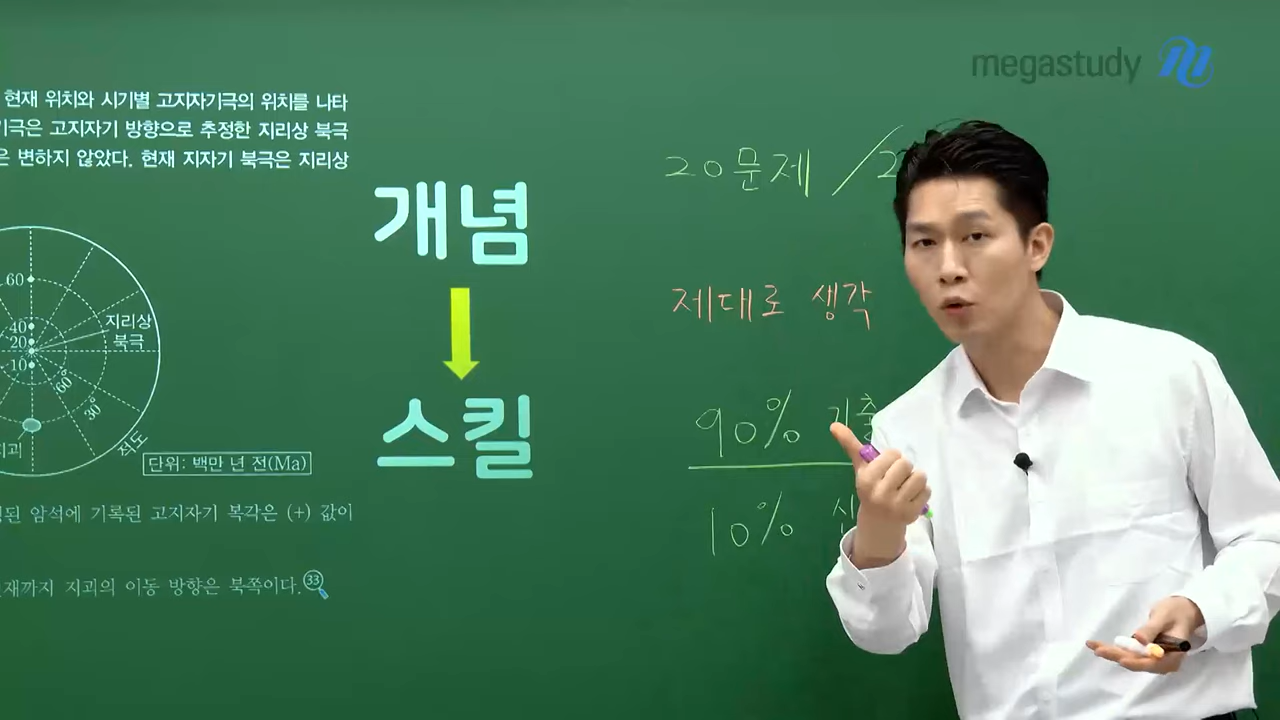 megastudy
현재 위치와 시기별 고지자기극의 위치를 나타
기극은 고지자기 방향으로 추정한 지리상 북극
은 변하지 않았다. 현재 지자기 북극은 지리상
60
40
20
10
지리상
북극
60°
30°
적도
지괴
단위: 백만 년 전(Ma)
된 암석에 기록된 고지자기 복각은 (+) 값이
재까지 지괴의 이동 방향은 북쪽이다. 33
개념
스킬
20문제 / 2
제대로 생각
90% 기출
10%